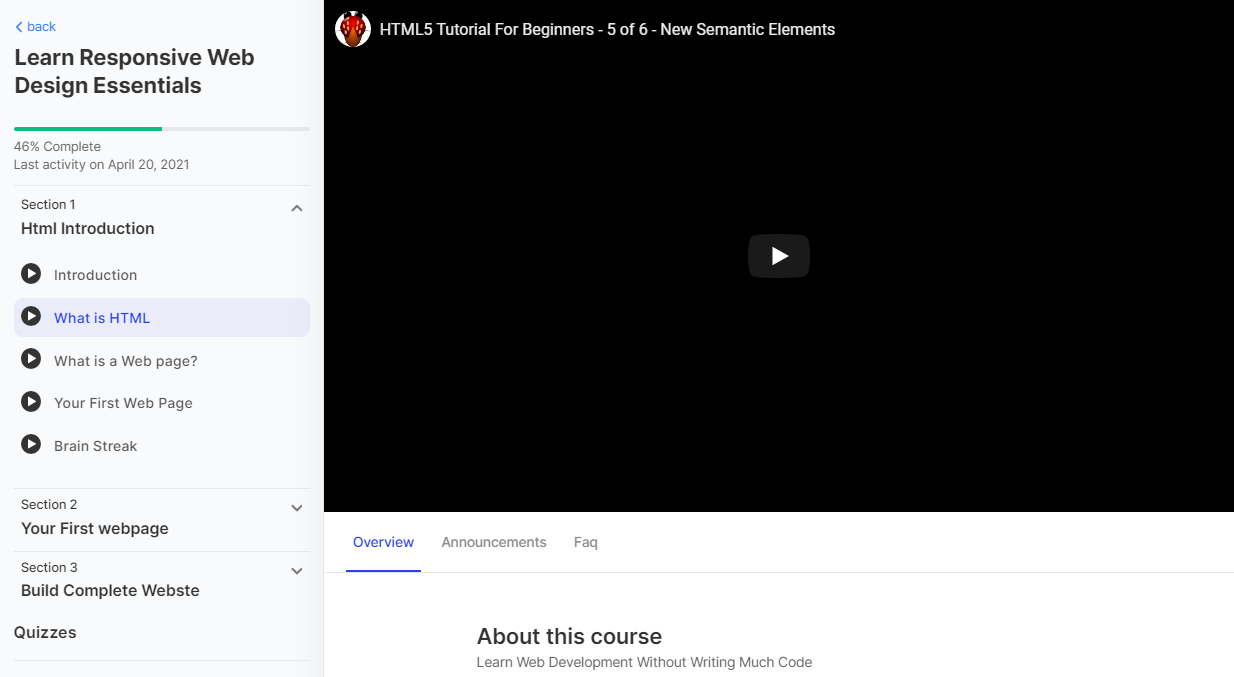 back
Learn Responsive Web
Design Essentials
46% Complete
Last activity on April 20, 2021
Section 1
Html Introduction
Introduction
What is HTML
What is a Web page?
Your First Web Page
Brain Streak
Section 2
Your First webpage
Section 3
Build Complete Webste
Quizzes
HTML5 Tutorial For Beginners - 5 of 6 - New Semantic Elements
Overview Announcements Faq
About this course
Learn Web Development Without Writing Much Code